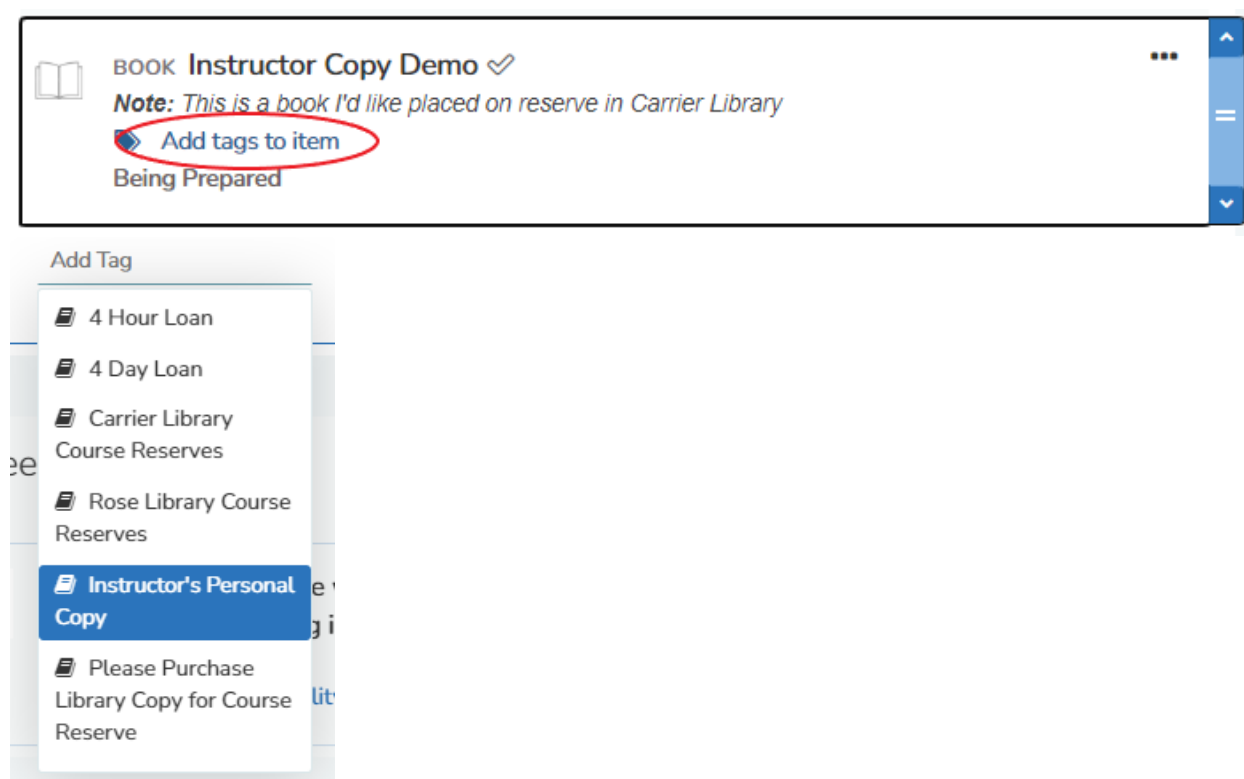 BOOK Instructor Copy Demo
Note: This is a book I'd like placed on reserve in Carrier Library
Add tags to item
Being Prepared
Add Tag
4 Hour Loan
4 Day Loan
Carrier Library
Course Reserves
Rose Library Course
Reserves
Instructor's Personal
Copy
Please Purchase
Library Copy for Course
Reserve